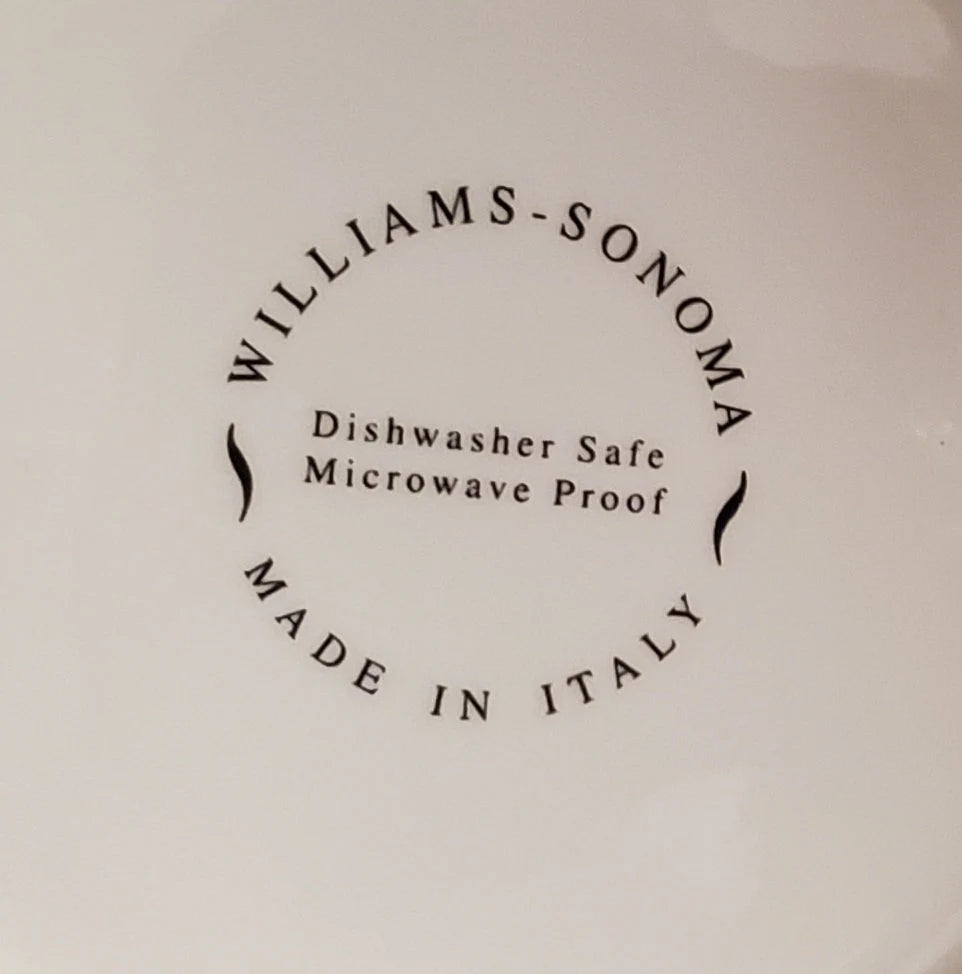 WILLIAMS-SONOMA
Dishwasher Safe
Microwave Proof
MADE IN ITALY